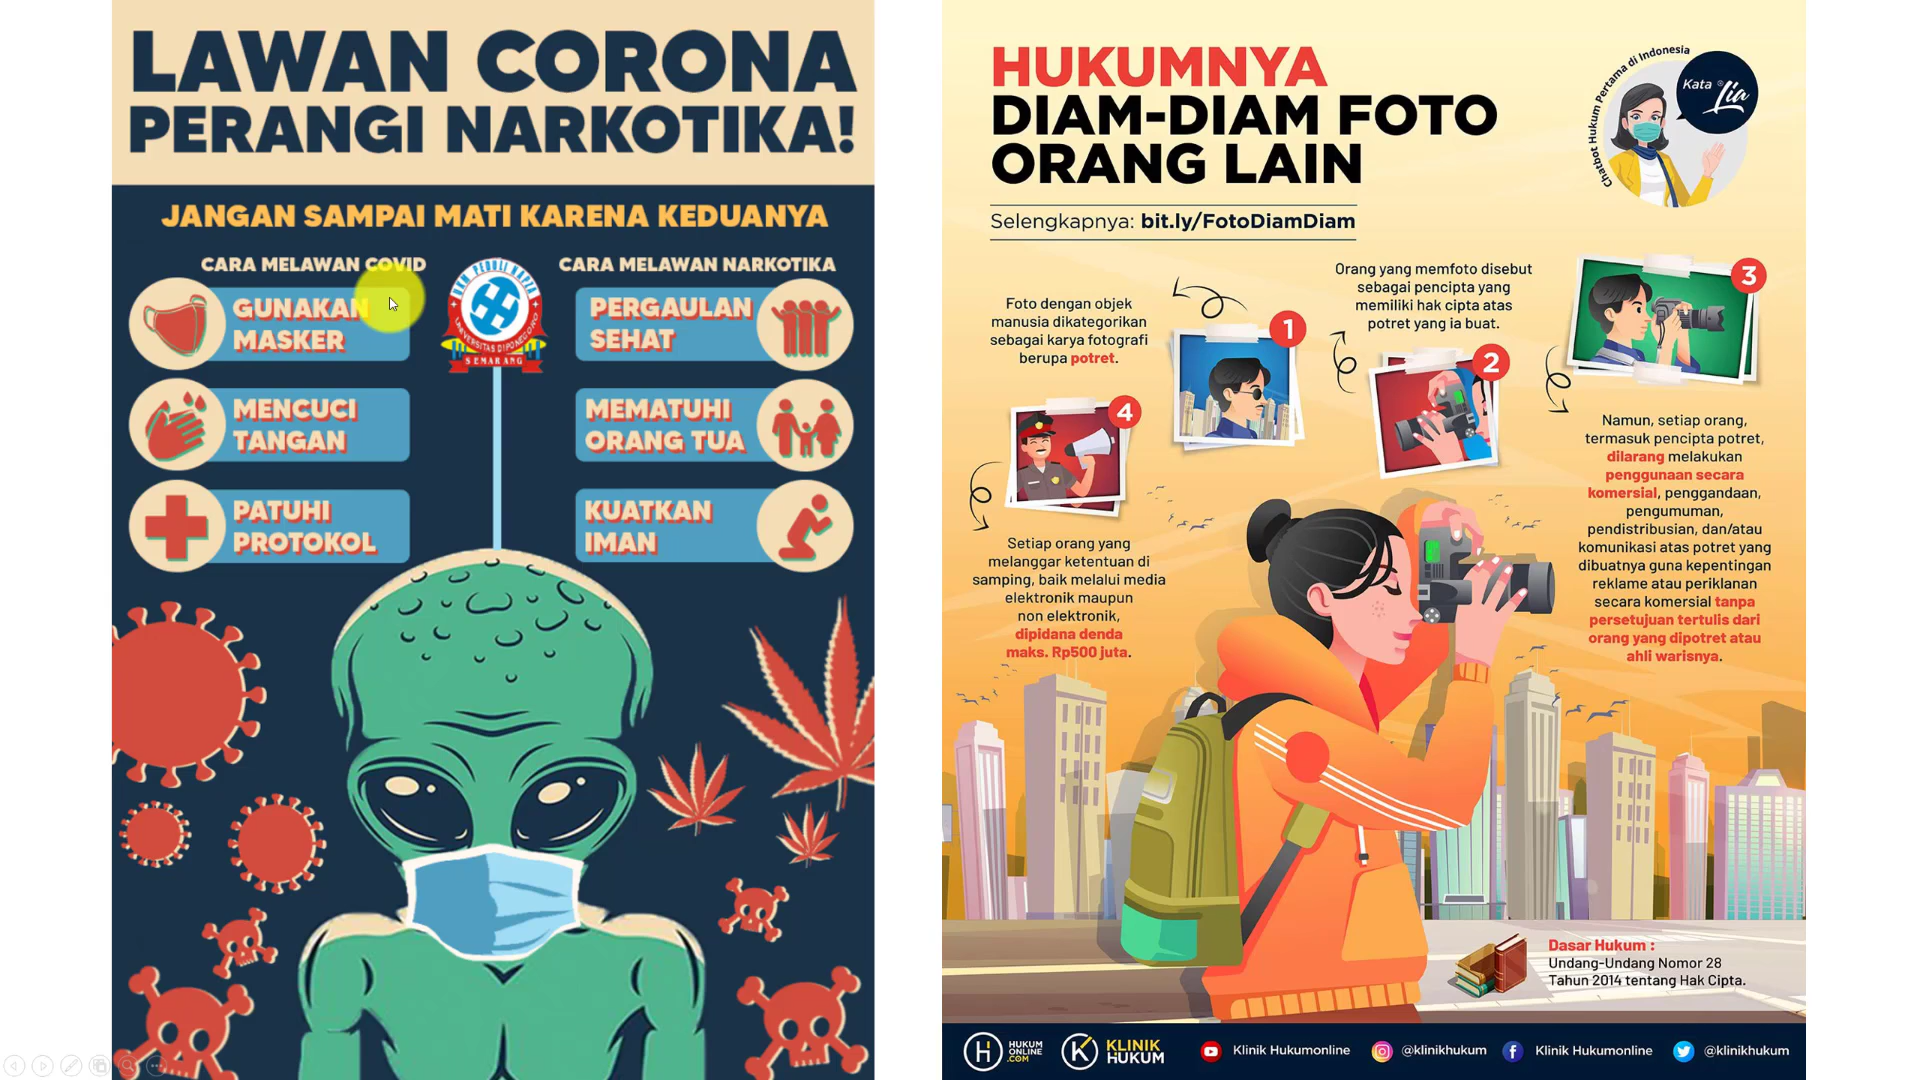 LAWAN CORONA
PERANGI NARKOTIKA!
JANGAN SAMPAI MATI KARENA KEDUANYA
CARA MELAWAN COVID
GUNAKAN
MASKER
MENCUCI
TANGAN
PATUHI
PROTOKOL
UKM PEDULI NAPZA
UNIVERSITAS DIPONEGORO
SEMARANG
CARA MELAWAN NARKOTIKA
PERGAULAN
SEHAT
MEMATUHI
ORANG TUA
KUATKAN
IMAN
HUKUMNYA
DIAM-DIAM FOTO
ORANG LAIN
Selengkapnya: bit.ly/FotoDiamDiam
Chatbot Hukum Pertama di Indonesia
Kata Lia
Foto dengan objek
manusia dikategorikan
sebagai karya fotografi
berupa potret.
1
Orang yang memfoto disebut
sebagai pencipta yang
memiliki hak cipta atas
potret yang ia buat.
2
3
Namun, setiap orang,
termasuk pencipta potret,
dilarang melakukan
penggunaan secara
komersial, penggandaan,
pengumuman,
pendistribusian, dan/atau
komunikasi atas potret yang
dibuatnya guna kepentingan
reklame atau periklanan
secara komersial tanpa
persetujuan tertulis dari
orang yang dipotret atau
ahli warisnya.
4
Setiap orang yang
melanggar ketentuan di
samping, baik melalui media
elektronik maupun
non elektronik,
dipidana denda
maks. Rp500 juta.
Dasar Hukum :
Undang-Undang Nomor 28
Tahun 2014 tentang Hak Cipta.
H HUKUM
ONLINE
.COM
K KLINIK
HUKUM
Klinik Hukumonline
@klinikhukum
Klinik Hukumonline
@klinikhukum